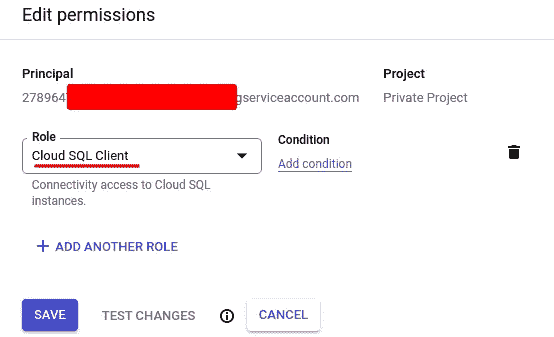 Edit permissions
Principal
Project
278964
gserviceaccount.com
Private Project
Role
Condition
Cloud SQL Client
Add condition
Connectivity access to Cloud SQL
instances.
+ ADD ANOTHER ROLE
SAVE
TEST CHANGES
CANCEL